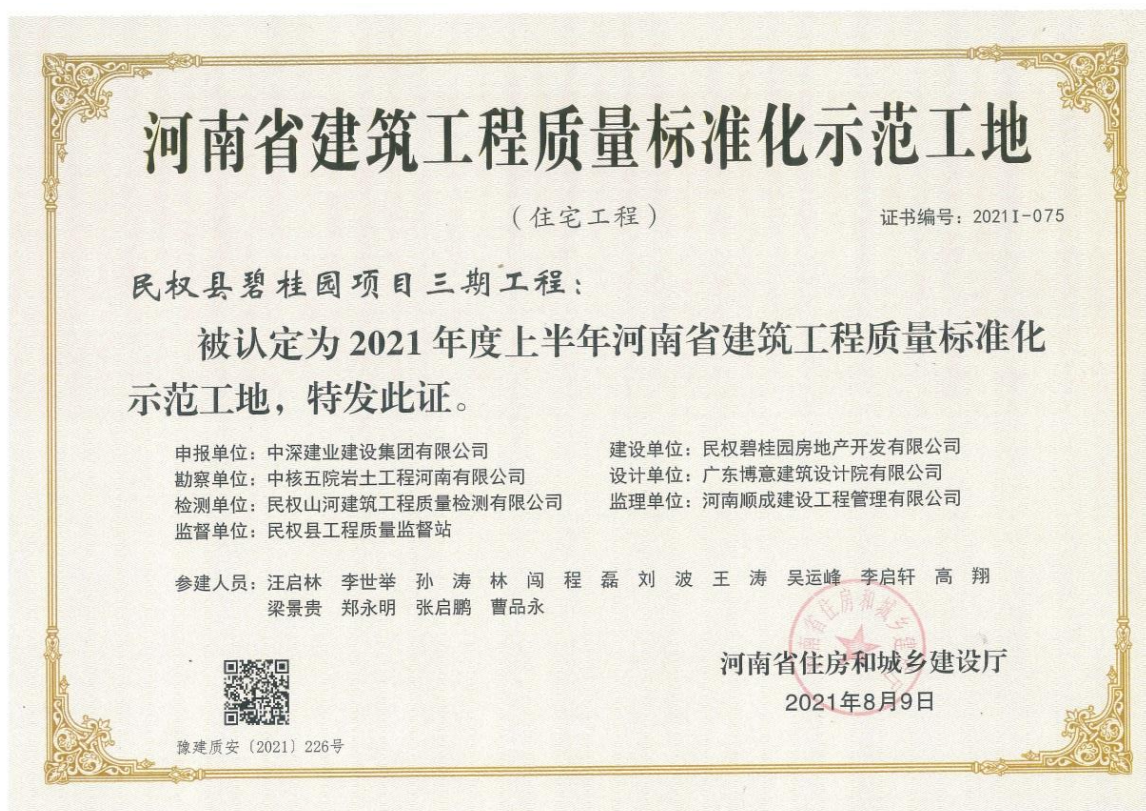 河南省建筑工程质量标准化示范工地
（住宅工程）
证书编号：2021I-075
民权县碧桂园项目三期工程：
被认定为 2021 年度上半年河南省建筑工程质量标准化
示范工地，特发此证。
申报单位：中深建业建设集团有限公司 建设单位：民权碧桂园房地产开发有限公司
勘察单位：中核五院岩土工程河南有限公司 设计单位：广东博意建筑设计院有限公司
检测单位：民权山河建筑工程质量检测有限公司 监理单位：河南顺成建设工程管理有限公司
监督单位：民权县工程质量监督站
参建人员：汪启林 李世举 孙 涛 林 闯 程 磊 刘 波 王 涛 吴运峰 李启轩 高 翔
梁景贵 郑永明 张启鹏 曹品永
河南省住房和城乡建设厅
2021年8月9日
豫建质安〔2021〕226号